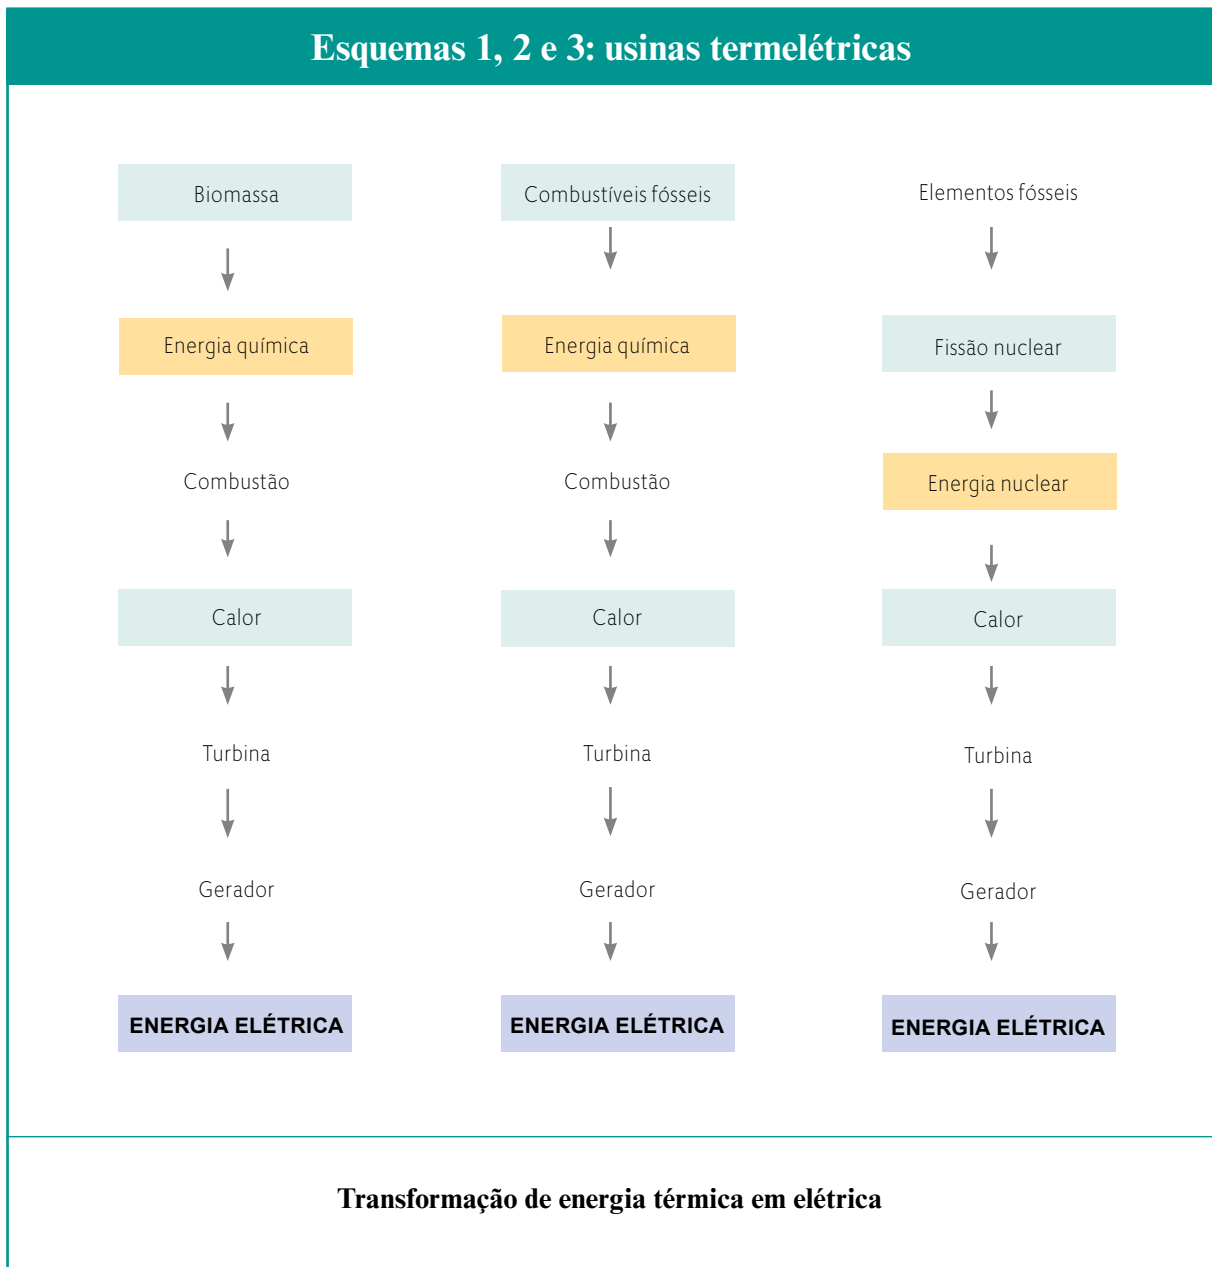 Esquemas 1, 2 e 3: usinas termelétricas
Biomassa
Energia química
Combustão
Calor
Turbina
Gerador
ENERGIA ELÉTRICA
Combustíveis fósseis
Energia química
Combustão
Calor
Turbina
Gerador
ENERGIA ELÉTRICA
Elementos fósseis
Fissão nuclear
Energia nuclear
Calor
Turbina
Gerador
ENERGIA ELÉTRICA
Transformação de energia térmica em elétrica